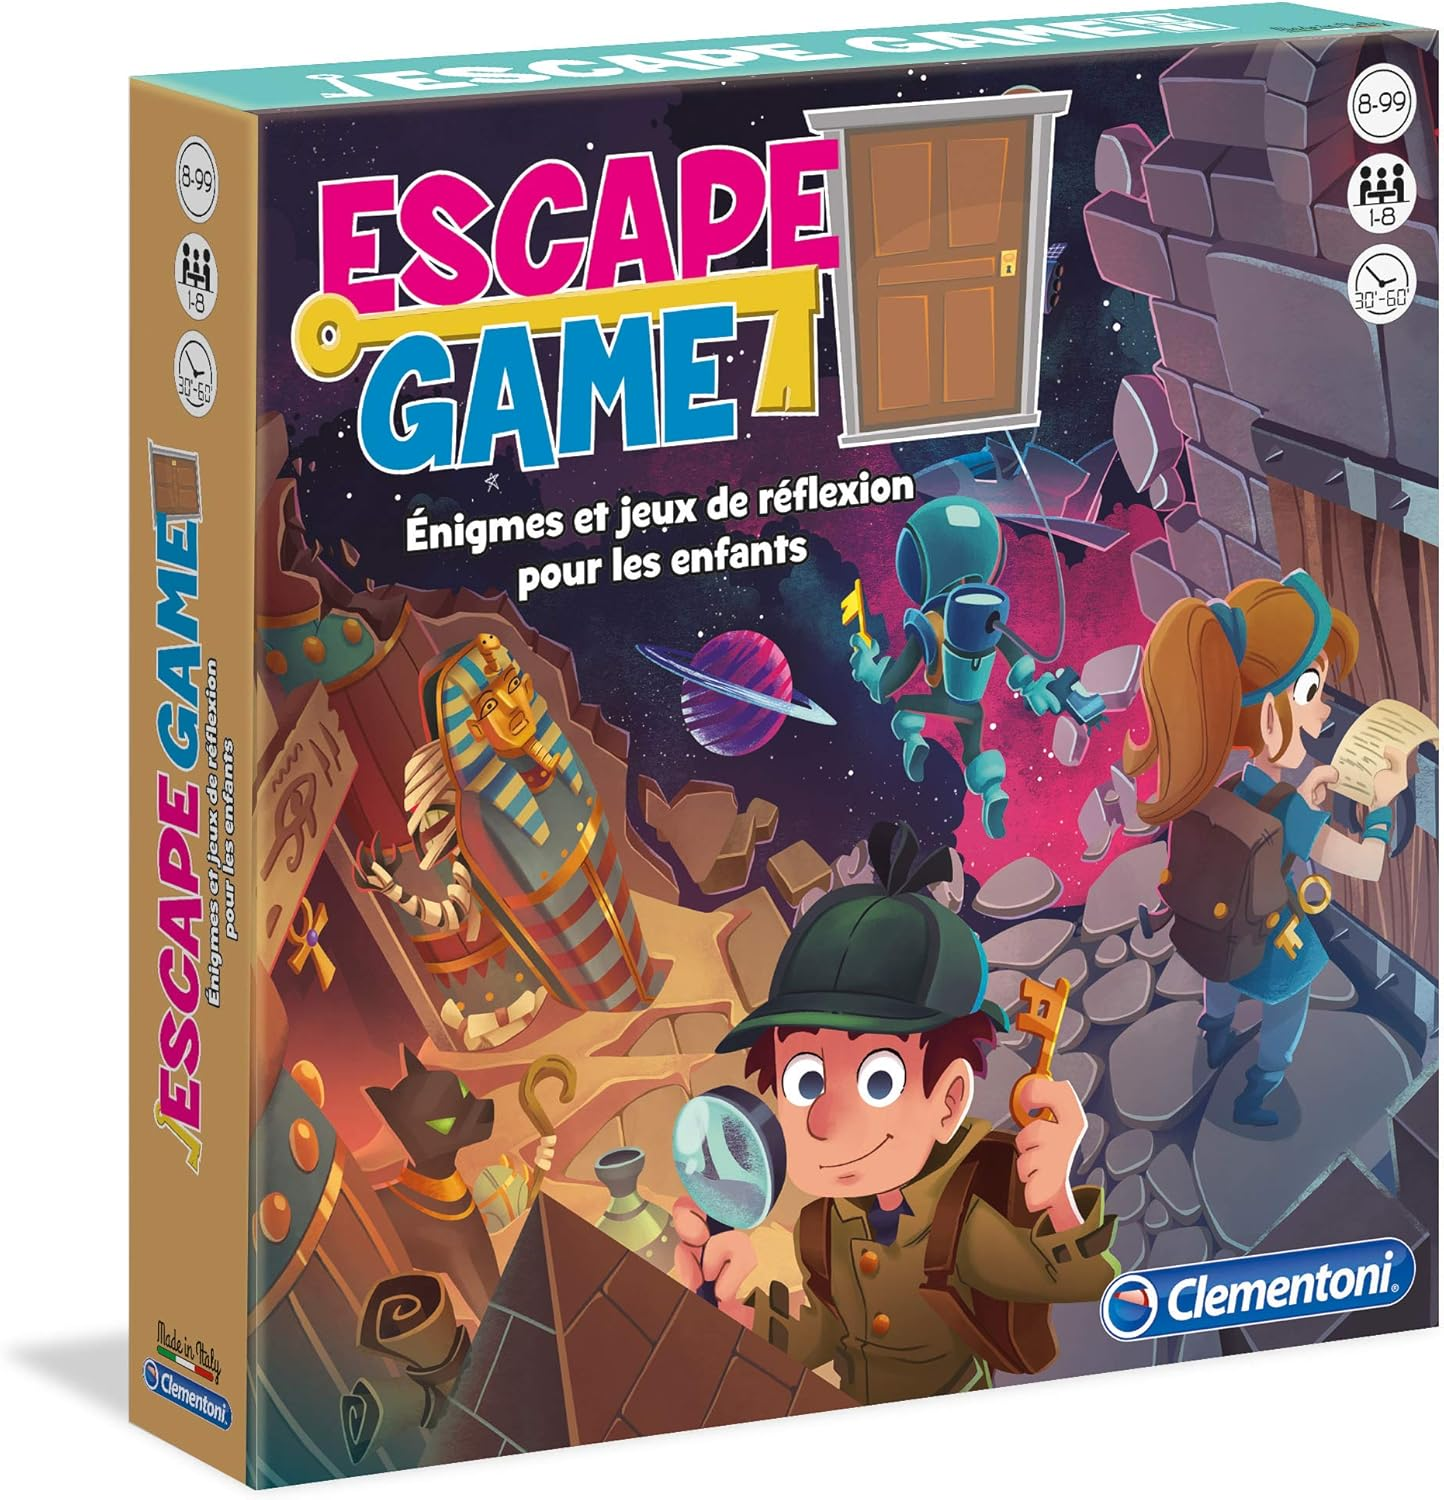 ESCAPE GAME
8-99
1-8
30'-60'
ESCAPE
GAME
Énigmes et jeux de réflexion
pour les enfants
Clementoni®
8-99
1-8
30'-60'
ESCAPE GAME
Énigmes et jeux de réflexion
pour les enfants
Made in Italy
Clementoni